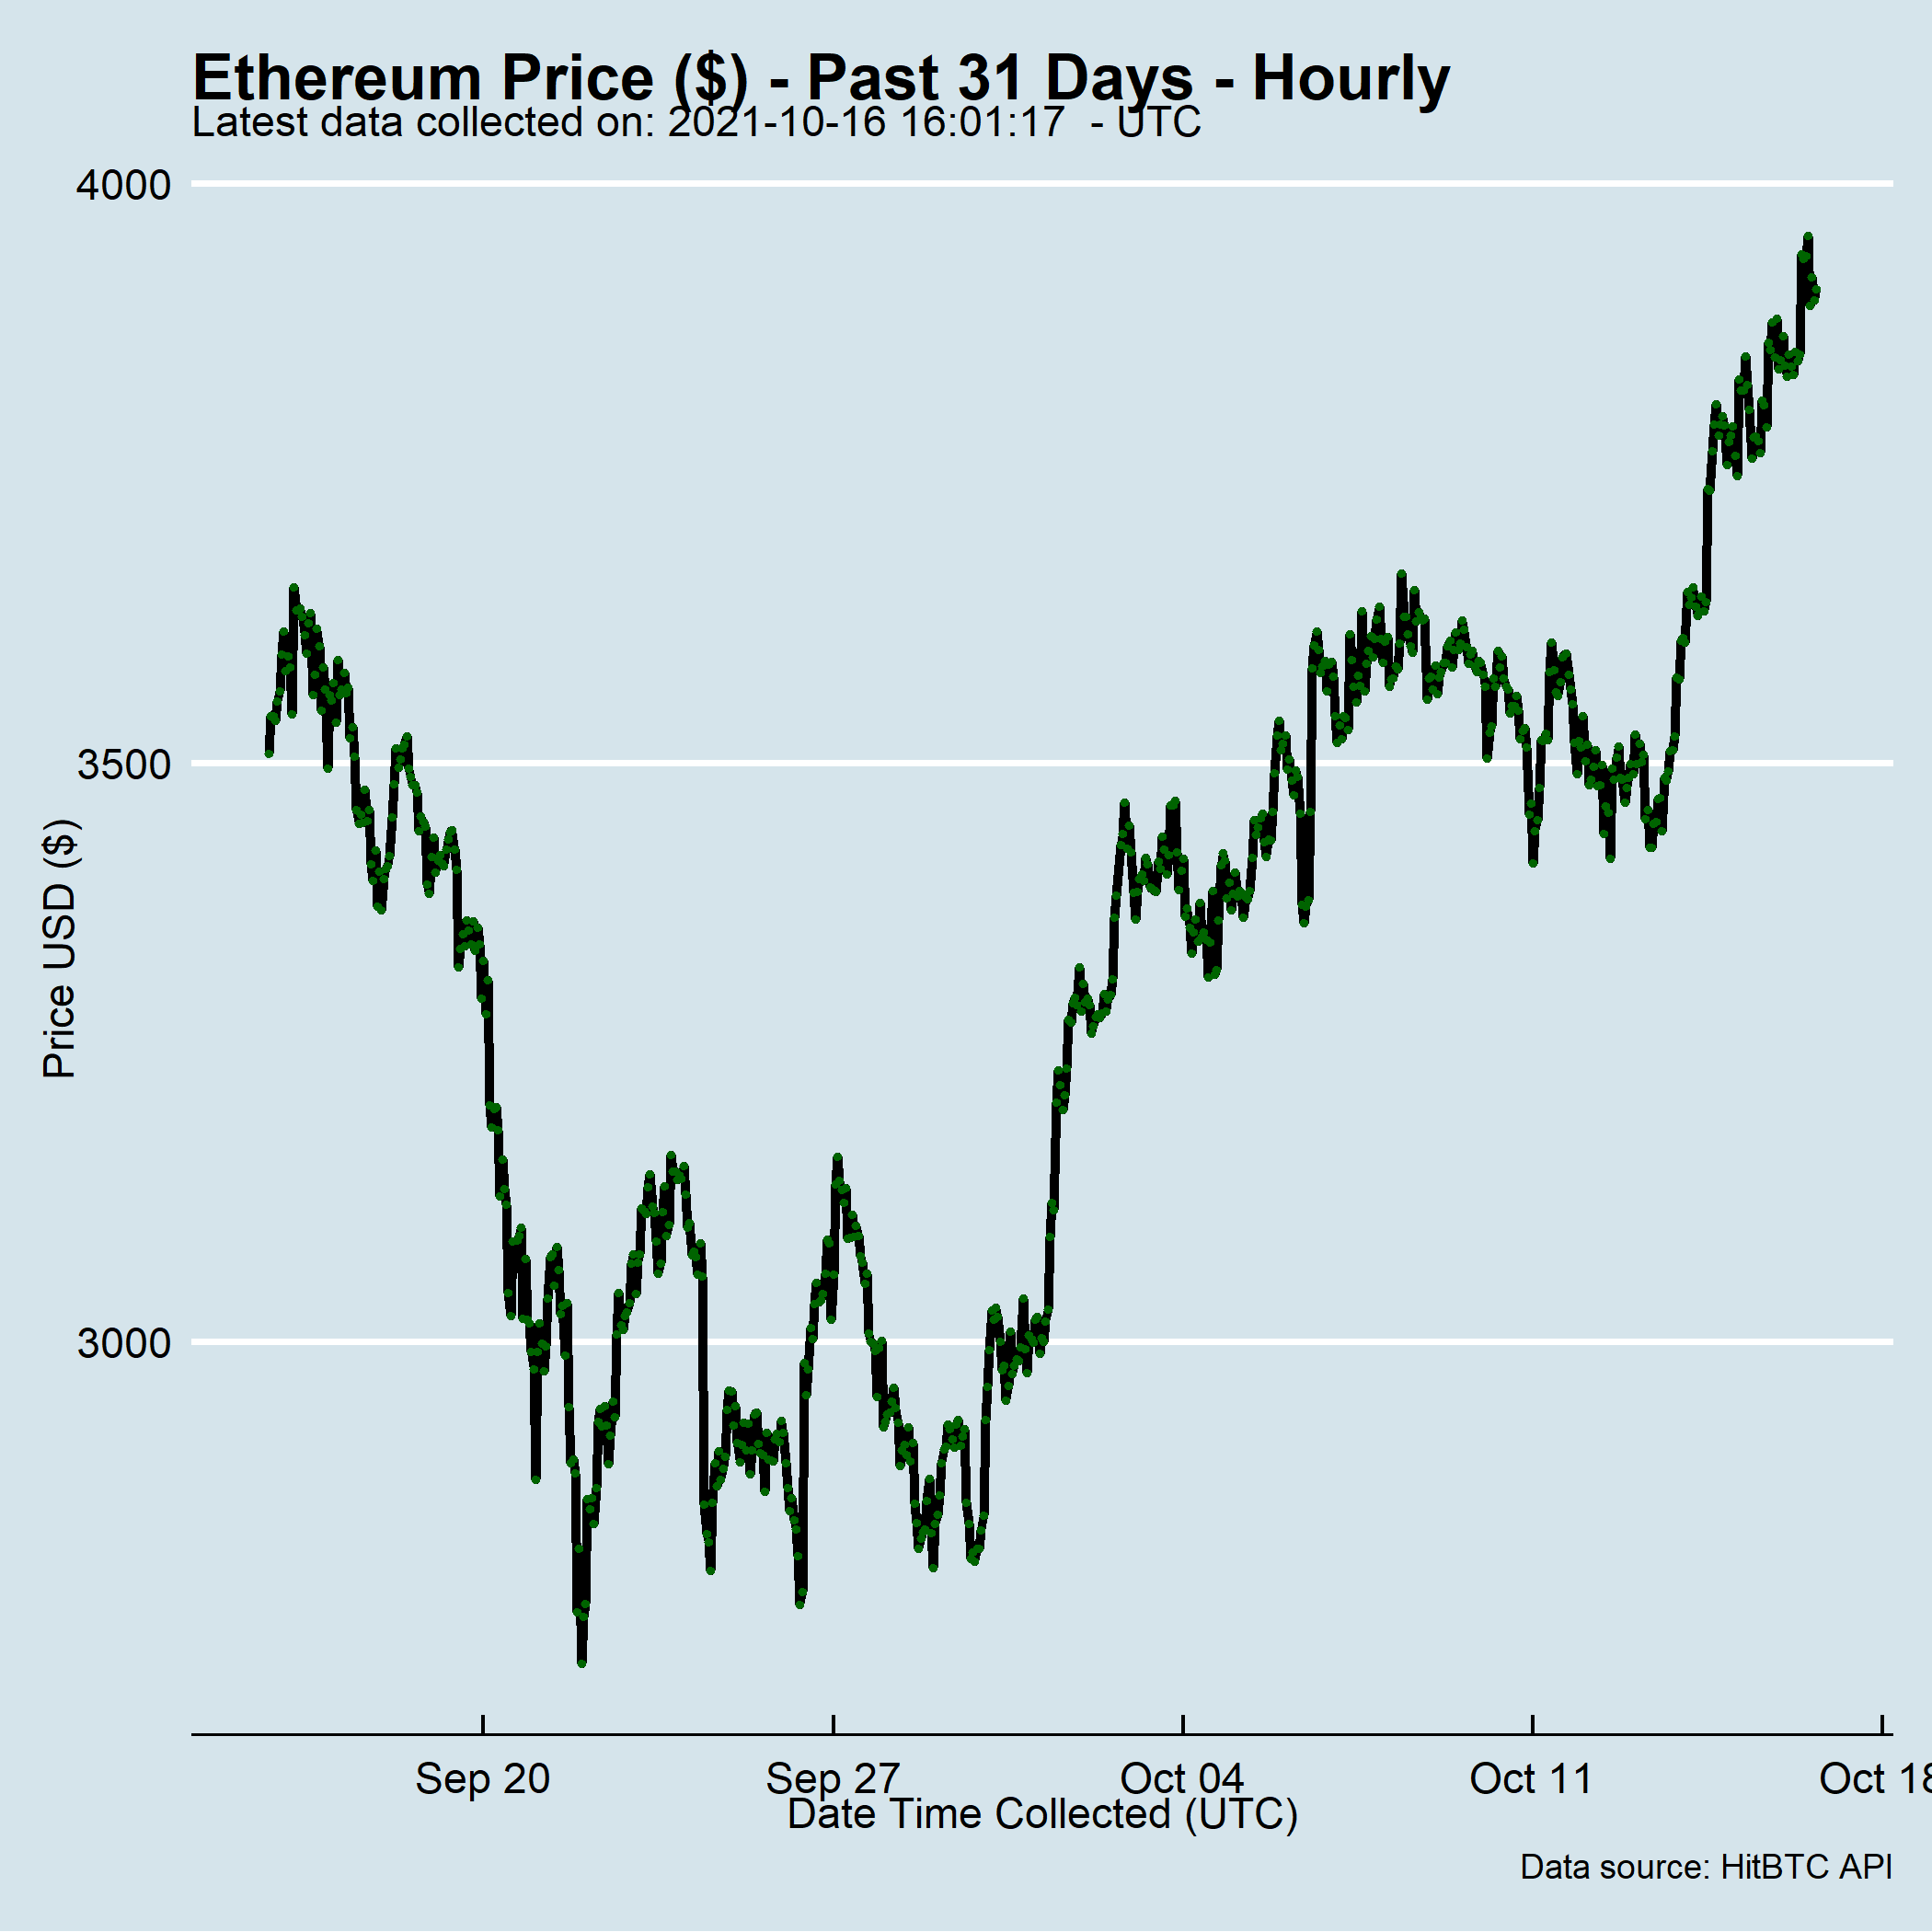 Ethereum Price ($) - Past 31 Days - Hourly
Latest data collected on: 2021-10-16 16:01:17  - UTC
4000
3500
3000
Price USD ($)
Sep 20
Sep 27
Oct 04
Oct 11
Oct 18
Date Time Collected (UTC)
Data source: HitBTC API